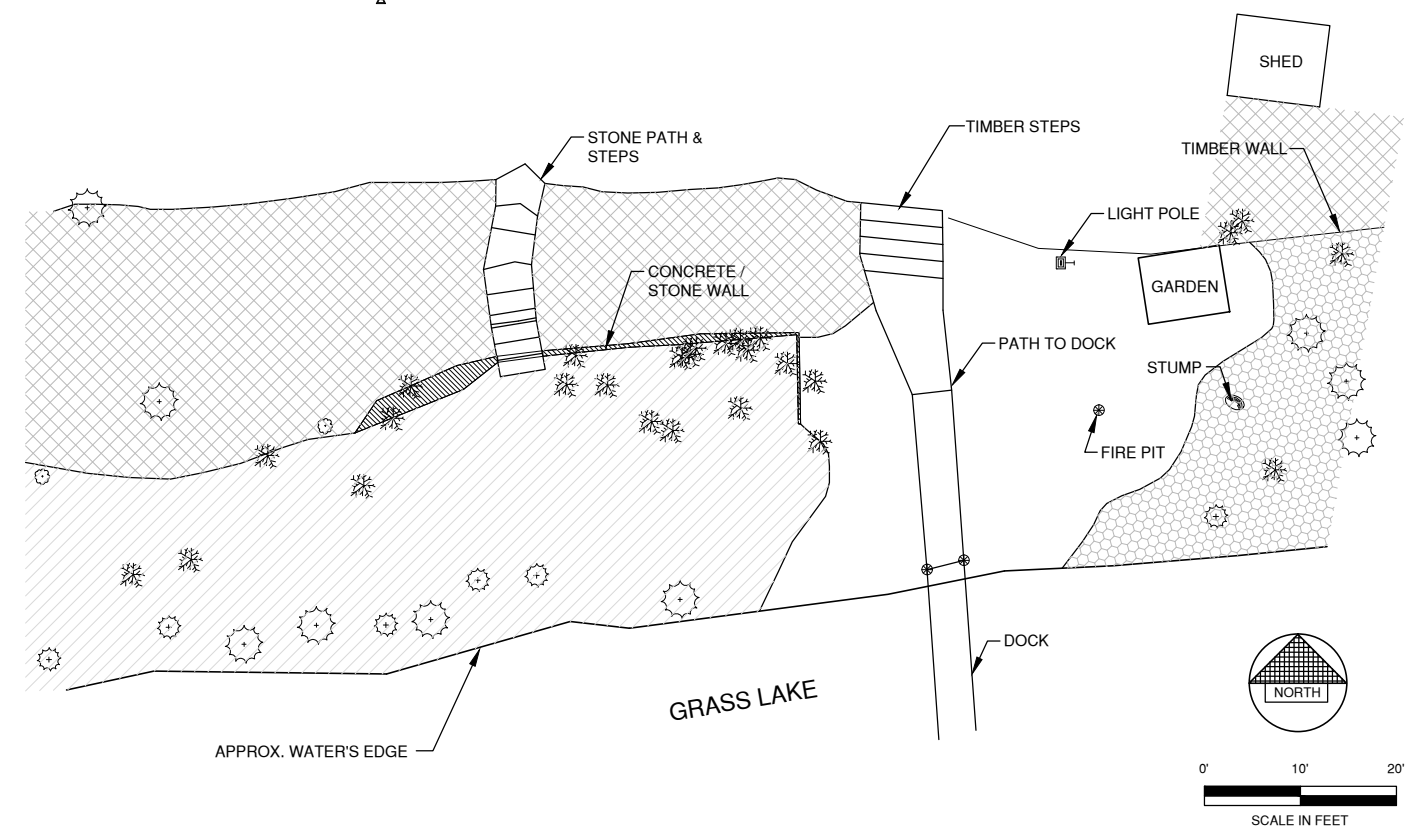 SHED
TIMBER STEPS
STONE PATH &
STEPS
TIMBER WALL
LIGHT POLE
CONCRETE /
STONE WALL
GARDEN
PATH TO DOCK
STUMP
FIRE PIT
DOCK
GRASS LAKE
NORTH
APPROX. WATER'S EDGE
0' 10' 20'
SCALE IN FEET